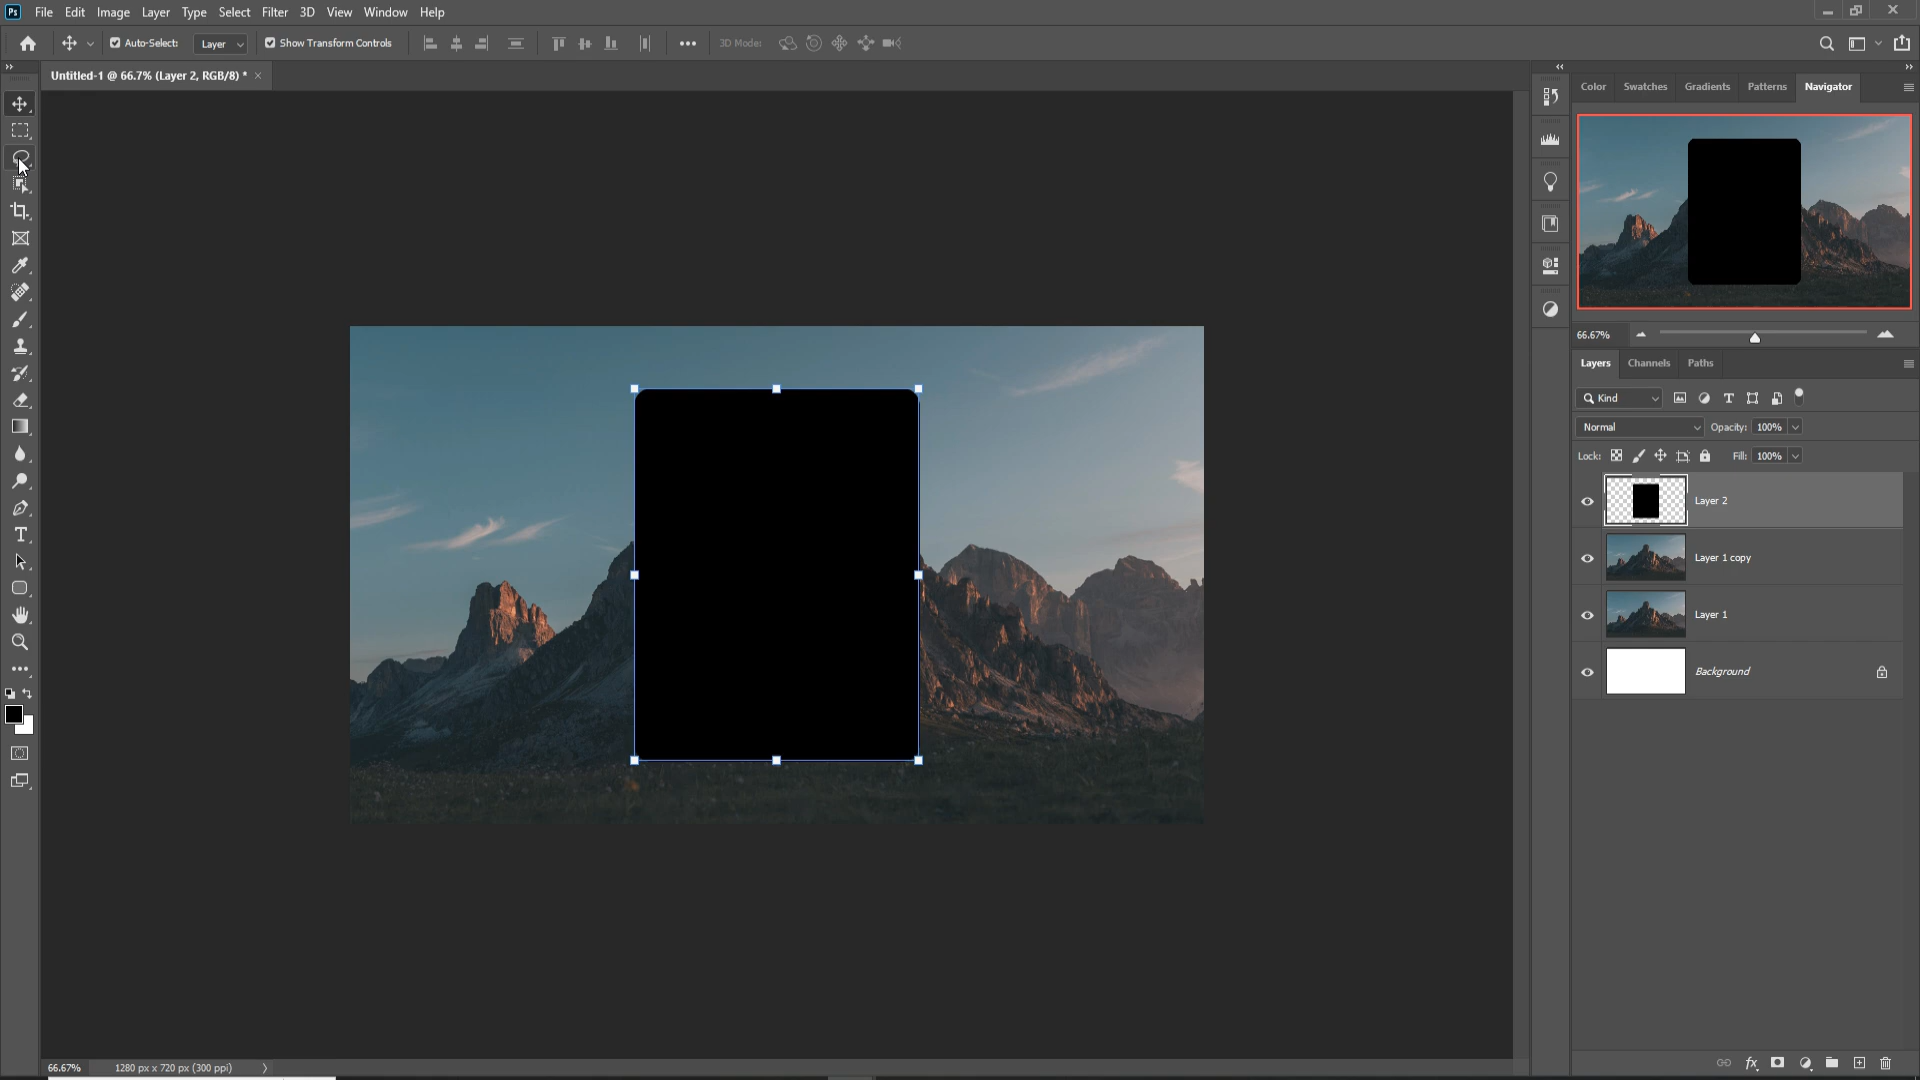 Ps File Edit Image Layer Type Select Filter 3D View Window Help
Auto-Select: Layer Show Transform Controls 3D Mode:
Untitled-1 @ 66.7% (Layer 2, RGB/8) *
Color Swatches Gradients Patterns Navigator
66.67%
Layers Channels Paths
Kind
Normal Opacity: 100%
Lock: Fill: 100%
Layer 2
Layer 1 copy
Layer 1
Background
66.67% 1280 px x 720 px (300 ppi)